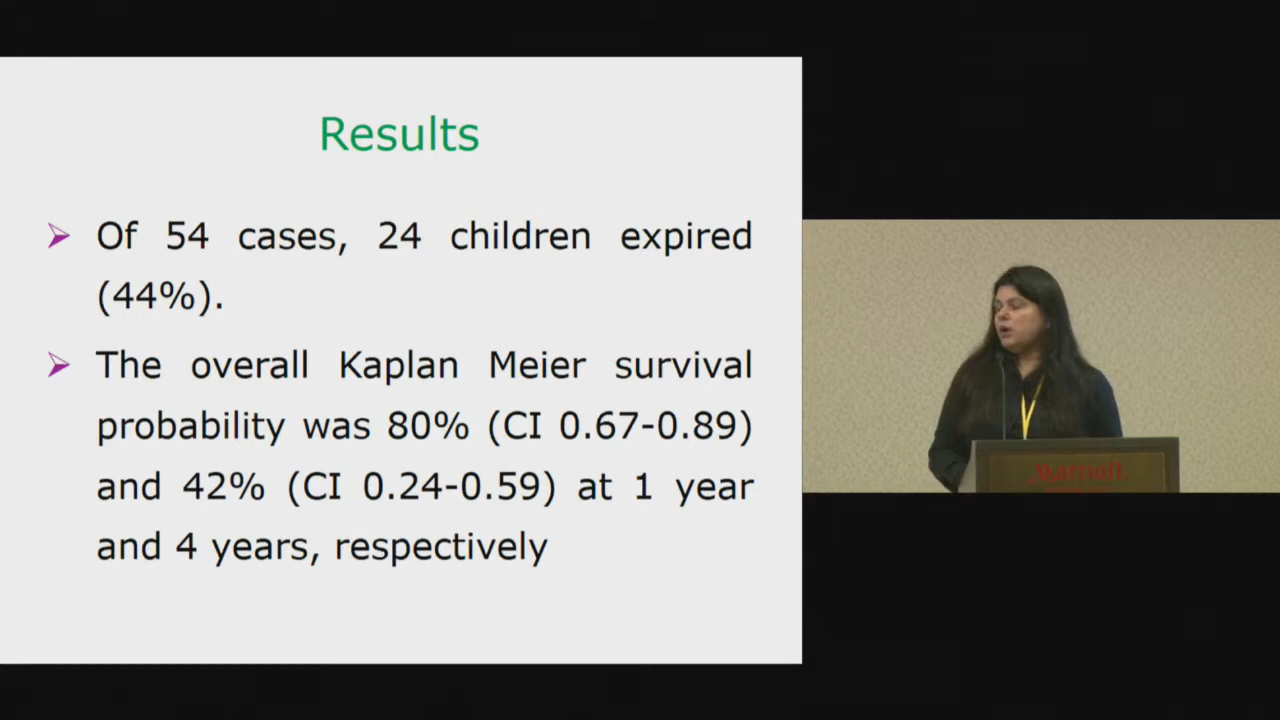 Results
➢ Of 54 cases, 24 children expired
(44%).
➢ The overall Kaplan Meier survival
probability was 80% (CI 0.67-0.89)
and 42% (CI 0.24-0.59) at 1 year
and 4 years, respectively
Marriott